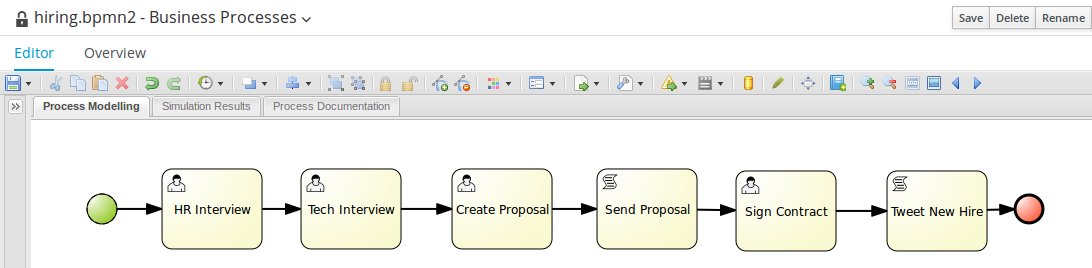 hiring.bpmn2 - Business Processes
Save Delete Rename
Editor Overview
Process Modelling Simulation Results Process Documentation
HR Interview Tech Interview Create Proposal Send Proposal Sign Contract Tweet New Hire